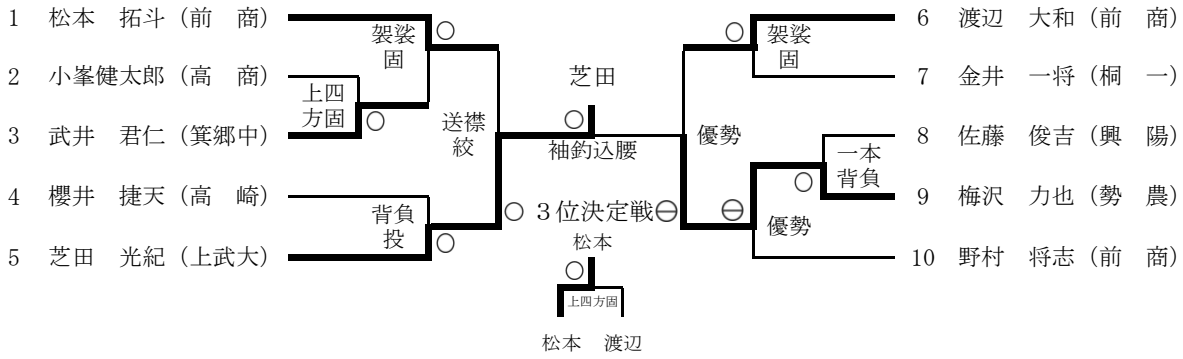 1 松本 拓斗（前 商）
2 小峯健太郎（高 商）
3 武井 君仁（箕郷中）
4 櫻井 捷天（高 崎）
5 芝田 光紀（上武大）
袈裟
固
上四
方固
送襟
絞
背負
投
芝田
袖釣込腰
３位決定戦
松本
上四方固
松本 渡辺
優勢
袈裟
固
一本
背負
優勢
6 渡辺 大和（前 商）
7 金井 一将（桐 一）
8 佐藤 俊吉（興 陽）
9 梅沢 力也（勢 農）
10 野村 将志（前 商）